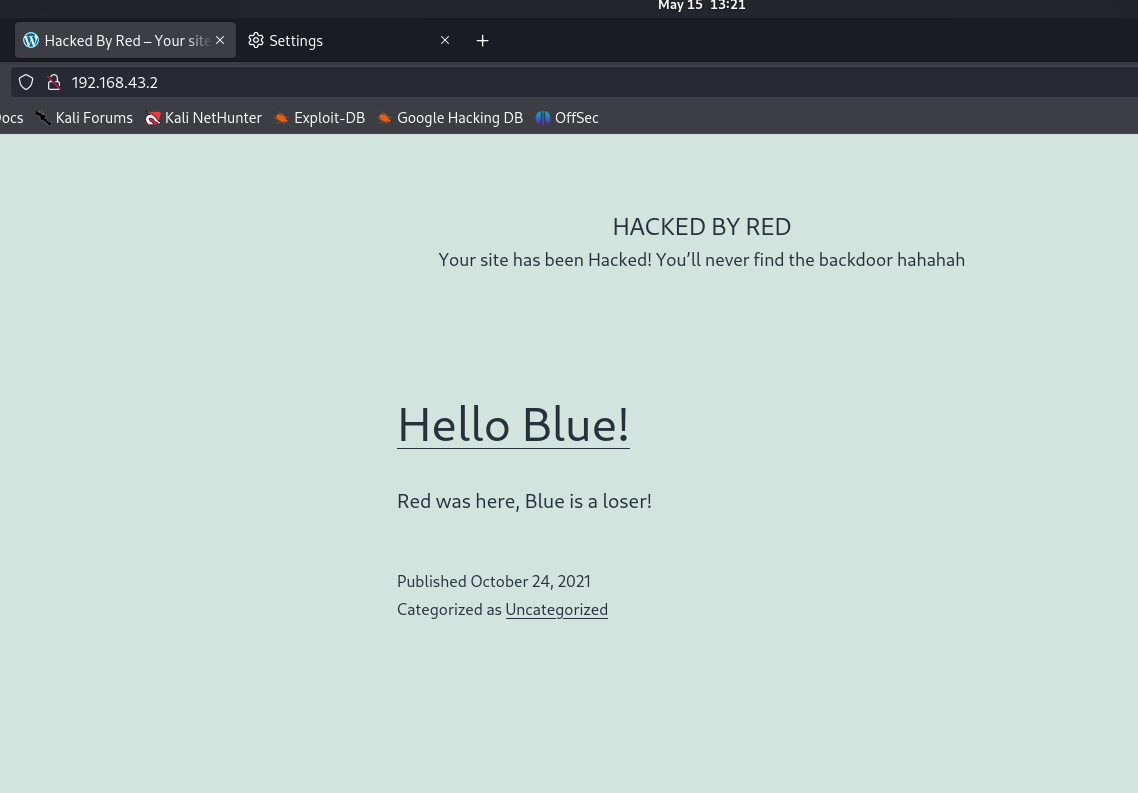 May 15 13:21
Hacked By Red – Your site
Settings
192.168.43.2
ocs Kali Forums Kali NetHunter Exploit-DB Google Hacking DB OffSec
HACKED BY RED
Your site has been Hacked! You’ll never find the backdoor hahahah
Hello Blue!
Red was here, Blue is a loser!
Published October 24, 2021
Categorized as Uncategorized